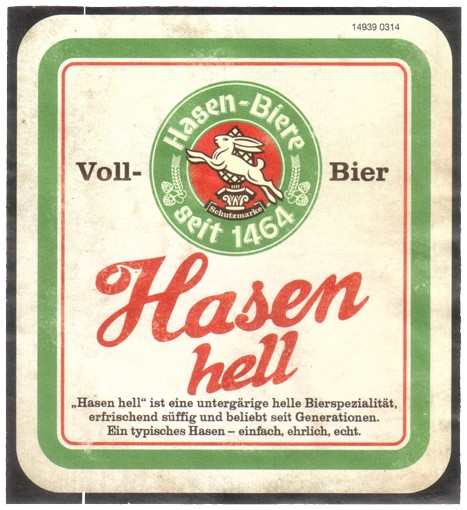 14939 0314
Hasen-Biere
Voll- Bier
Schutzmarke
seit 1464
Hasen
hell
„Hasen hell“ ist eine untergärige helle Bierspezialität,
erfrischend süffig und beliebt seit Generationen.
Ein typisches Hasen – einfach, ehrlich, echt.